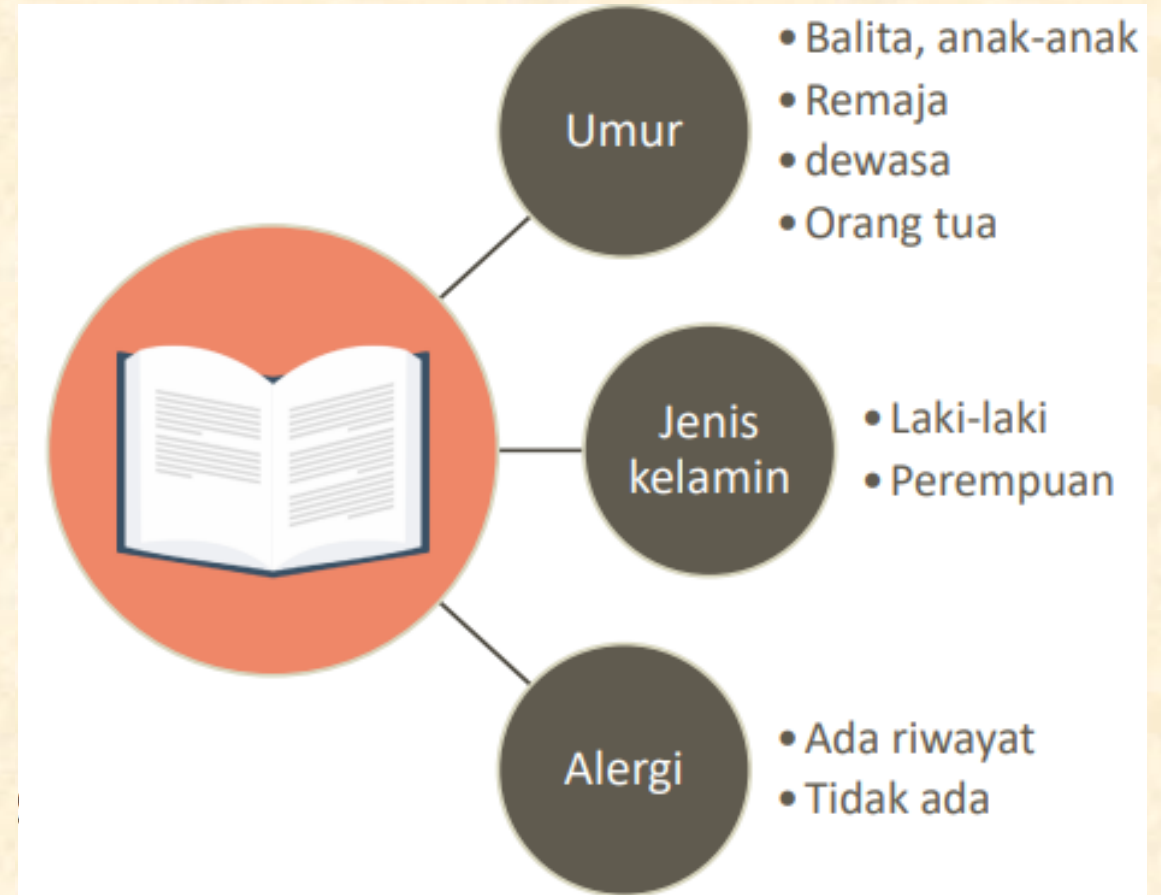 Umur
• Balita, anak-anak
• Remaja
• dewasa
• Orang tua
Jenis
kelamin
• Laki-laki
• Perempuan
Alergi
• Ada riwayat
• Tidak ada